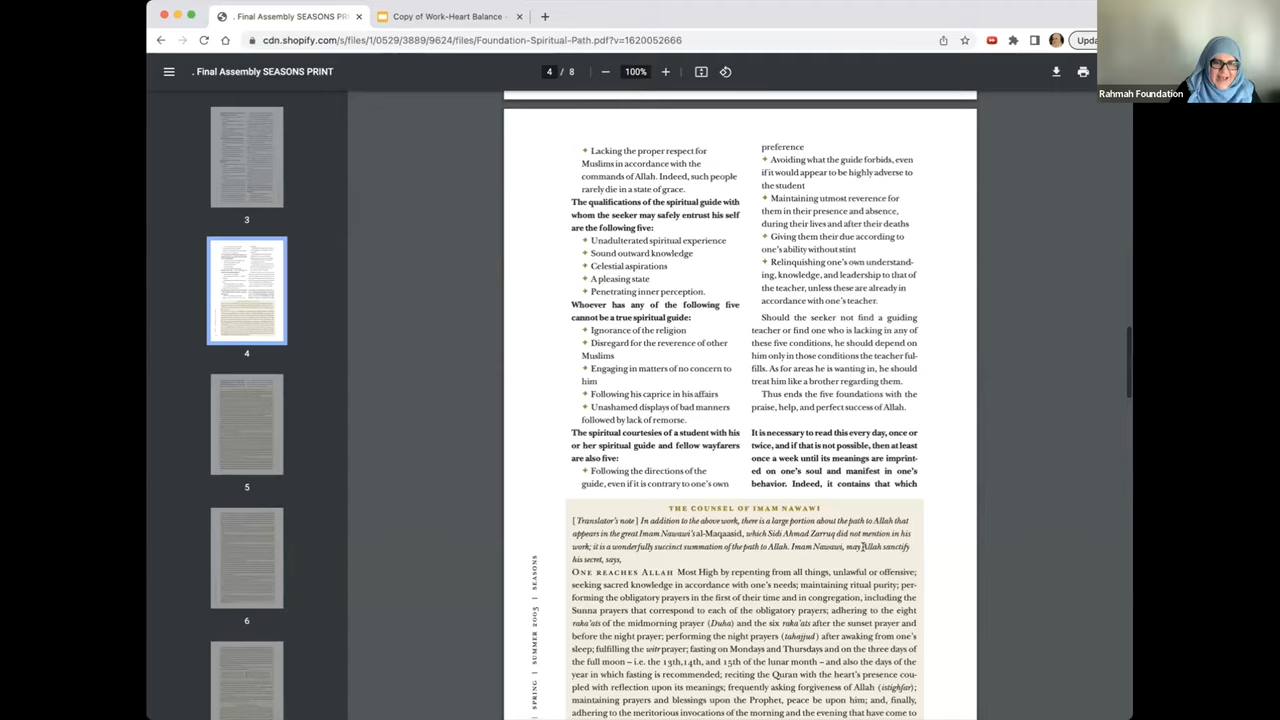 . Final Assembly SEASONS PR
Copy of Work-Heart Balance
cdn.shopify.com/s/files/1/0529/3889/9624/files/Foundation-Spiritual-Path.pdf?v=1620052666
Upda
. Final Assembly SEASONS PRINT
4 / 8
100%
Rahmah Foundation
3
4
5
6
Lacking the proper respect for
Muslims in accordance with the
commands of Allah. Indeed, such people
rarely die in a state of grace.
The qualifications of the spiritual guide with
whom the seeker may safely entrust his self
are the following five:
Unadulterated spiritual experience
Sound outward knowledge
Celestial aspirations
A pleasing state
Penetrating inner perception.
Whoever has any of the following five
cannot be a true spiritual guide:
Ignorance of the religion
Disregard for the reverence of other
Muslims
Engaging in matters of no concern to
him
Following his caprice in his affairs
Unashamed displays of bad manners
followed by lack of remorse.
The spiritual courtesies of a student with his
or her spiritual guide and fellow wayfarers
are also five:
Following the directions of the
guide, even if it is contrary to one's own
preference
Avoiding what the guide forbids, even
if it would appear to be highly adverse to
the student
Maintaining utmost reverence for
them in their presence and absence,
during their lives and after their deaths
Giving them their due according to
one's ability without stint
Relinquishing one's own understand-
ing, knowledge, and leadership to that of
the teacher, unless these are already in
accordance with one's teacher.
Should the seeker not find a guiding
teacher or find one who is lacking in any of
these five conditions, he should depend on
him only in those conditions the teacher ful-
fills. As for areas he is wanting in, he should
treat him like a brother regarding them.
Thus ends the five foundations with the
praise, help, and perfect success of Allah.
It is necessary to read this every day, once or
twice, and if that is not possible, then at least
once a week until its meanings are imprint-
ed on one's soul and manifest in one's
behavior. Indeed, it contains that which
THE COUNSEL OF IMAM NAWAWI
[ Translator's note ] In addition to the above work, there is a large portion about the path to Allah that
appears in the great Imam Nawawi's al-Maqaasid, which Sidi Ahmad Zarruq did not mention in his
work; it is a wonderfully succinct summation of the path to Allah. Imam Nawawi, may Allah sanctify
his secret, says,
ONE REACHES ALLAH Most High by repenting from all things, unlawful or offensive;
seeking sacred knowledge in accordance with one's needs; maintaining ritual purity; per-
forming the obligatory prayers in the first of their time and in congregation, including the
Sunna prayers that correspond to each of the obligatory prayers; adhering to the eight
raka'ats of the midmorning prayer (Duha) and the six raka'ats after the sunset prayer and
before the night prayer; performing the night prayers (tahajjud) after awaking from one's
sleep; fulfilling the witr prayer; fasting on Mondays and Thursdays and on the three days of
the full moon – i.e. the 13th,14th, and 15th of the lunar month – and also the days of the
year in which fasting is recommended; reciting the Quran with the heart's presence cou-
pled with reflection upon its meanings; frequently asking forgiveness of Allah (istighfar);
maintaining prayers and blessings upon the Prophet, peace be upon him; and, finally,
adhering to the meritorious invocations of the morning and the evening that have come to
SPRING | SUMMER 2005 | SEASONS